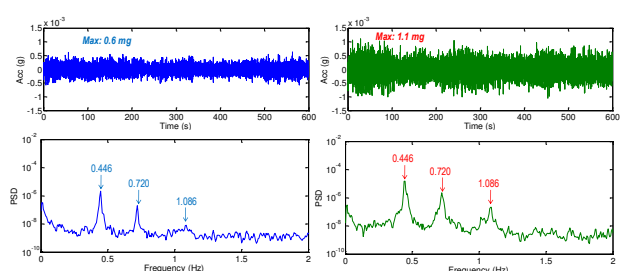 x 10⁻³
1.5
1
0.5
0
-0.5
-1
-1.5
Acc (g)
Max: 0.6 mg
0 100 200 300 400 500 600
Time (s)
x 10⁻³
1.5
1
0.5
0
-0.5
-1
-1.5
Acc (g)
Max: 1.1 mg
0 100 200 300 400 500 600
Time (s)
10⁻²
10⁻⁴
10⁻⁶
10⁻⁸
10⁻¹⁰
PSD
0.446
0.720
1.086
0 0.5 1 1.5 2
Frequency (Hz)
10⁻²
10⁻⁴
10⁻⁶
10⁻⁸
10⁻¹⁰
PSD
0.446
0.720
1.086
0 0.5 1 1.5 2
Frequency (Hz)